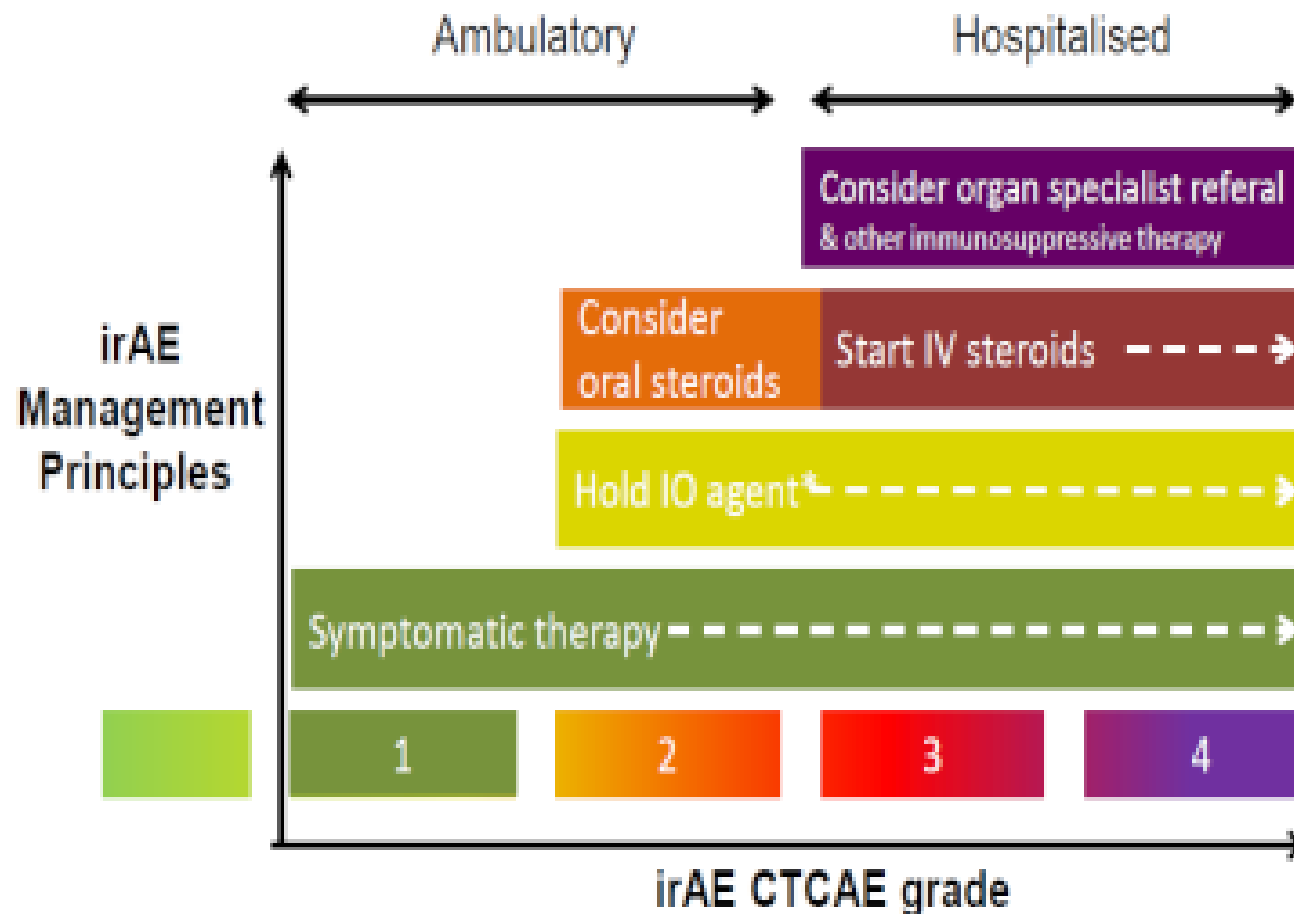 Ambulatory
Hospitalised
Consider organ specialist referal
& other immunosuppressive therapy
Consider
oral steroids
Start IV steroids
irAE
Management
Principles
Hold IO agent*
Symptomatic therapy
1
2
3
4
irAE CTCAE grade